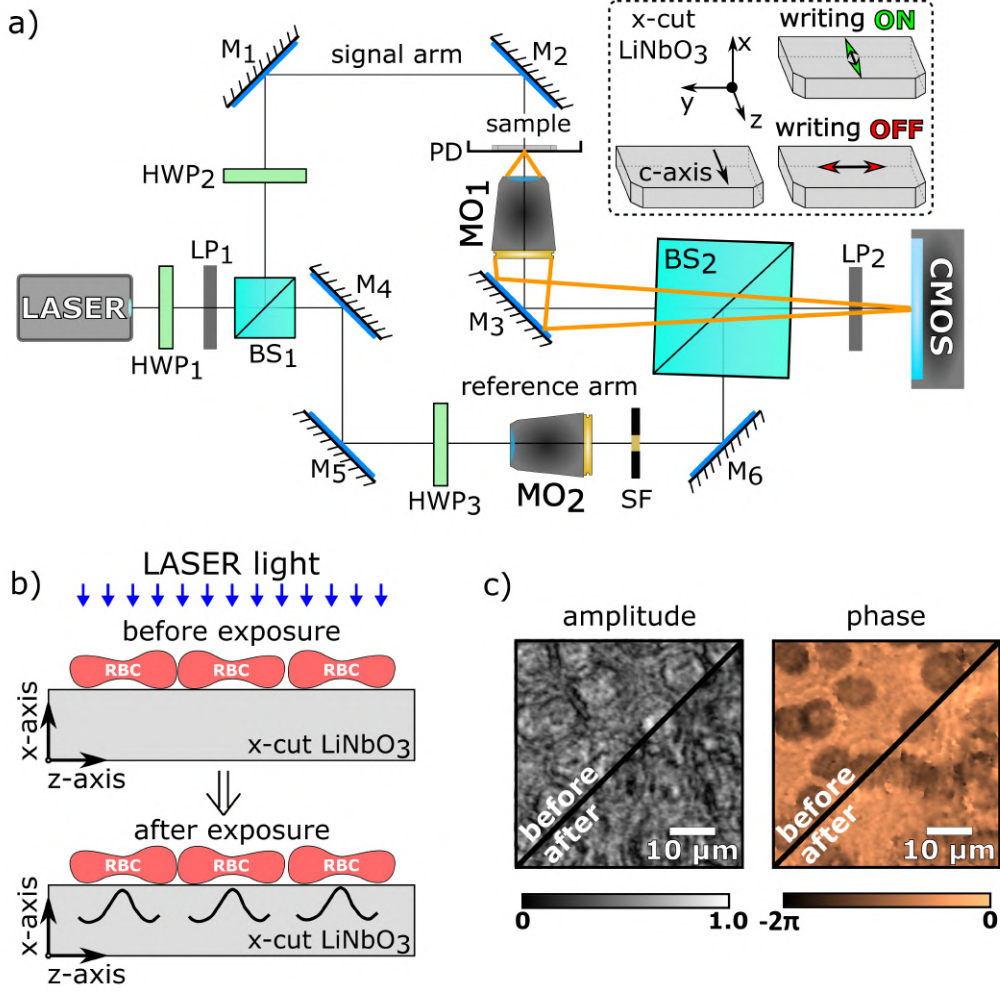 a)
M1
signal arm
M2
x-cut
LiNbO3
x
y
z
writing ON
writing OFF
c-axis
sample
PD
HWP2
MO1
LP1
BS2
LP2
LASER
M4
CMOS
M3
HWP1
BS1
reference arm
M5
M6
HWP3
MO2
SF
b)
LASER light
before exposure
RBC
RBC
RBC
x-axis
x-cut LiNbO3
z-axis
after exposure
RBC
RBC
RBC
x-axis
x-cut LiNbO3
z-axis
c)
amplitude
phase
before
after
10 μm
before
after
10 μm
0
1.0
-2π
0